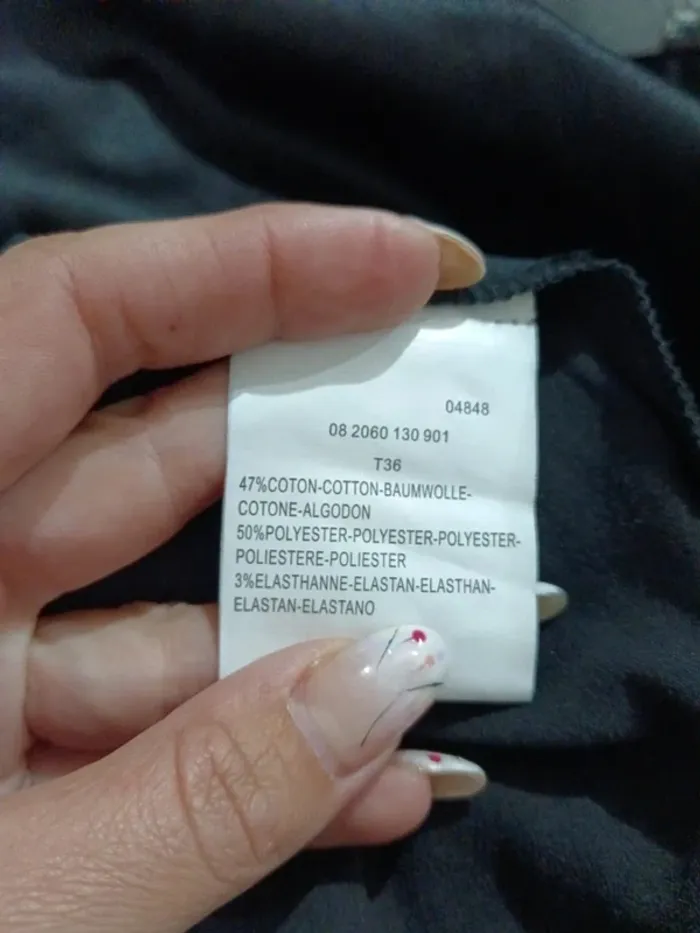 04848
08 2060 130 901
T36
47%COTON-COTTON-BAUMWOLLE-
COTONE-ALGODON
50%POLYESTER-POLYESTER-POLYESTER-
POLIESTERE-POLIESTER
3%ELASTHANNE-ELASTAN-ELASTHAN-
ELASTAN-ELASTANO